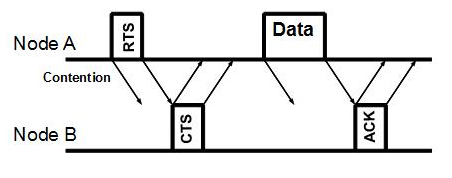 Node A
RTS
Data
Contention
Node B
CTS
ACK